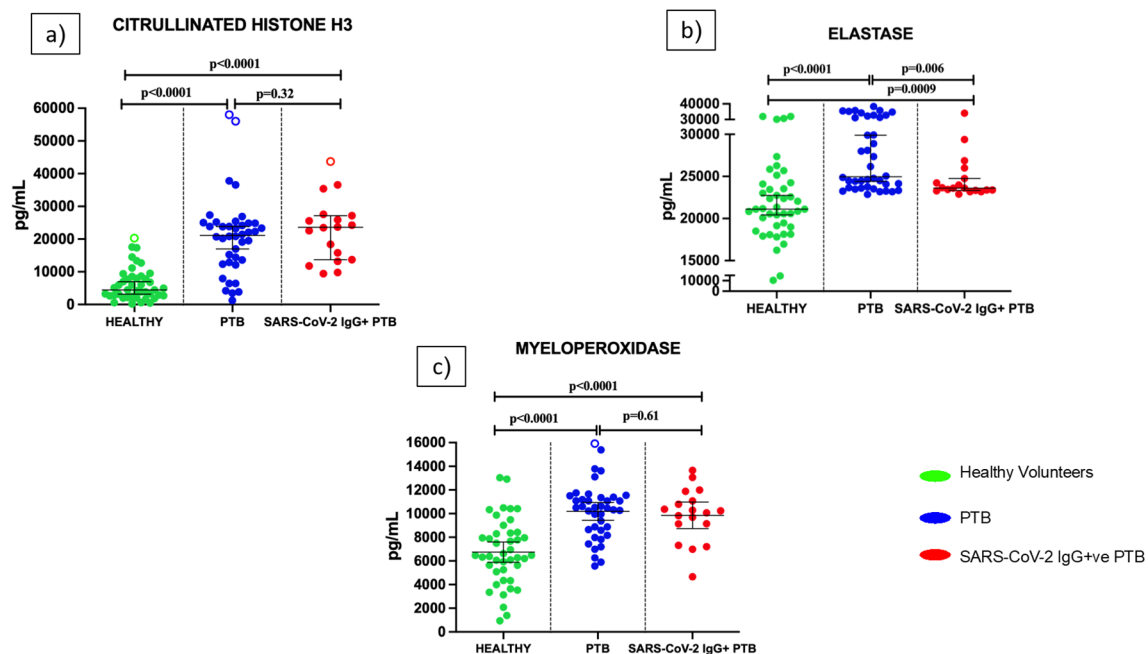 a)
CITRULLINATED HISTONE H3
p<0.0001
p<0.0001
p=0.32
60000
50000
40000
30000
20000
10000
0
pg/mL
HEALTHY
PTB
SARS-CoV-2 IgG+ PTB
b)
ELASTASE
p<0.0001
p=0.006
p=0.0009
40000
30000
30000
25000
20000
15000
10000
0
pg/mL
HEALTHY
PTB
SARS-CoV-2 IgG+ PTB
c)
MYELOPEROXIDASE
p<0.0001
p<0.0001
p=0.61
16000
14000
12000
10000
8000
6000
4000
2000
0
pg/mL
HEALTHY
PTB
SARS-CoV-2 IgG+ PTB
Healthy Volunteers
PTB
SARS-CoV-2 IgG+ve PTB